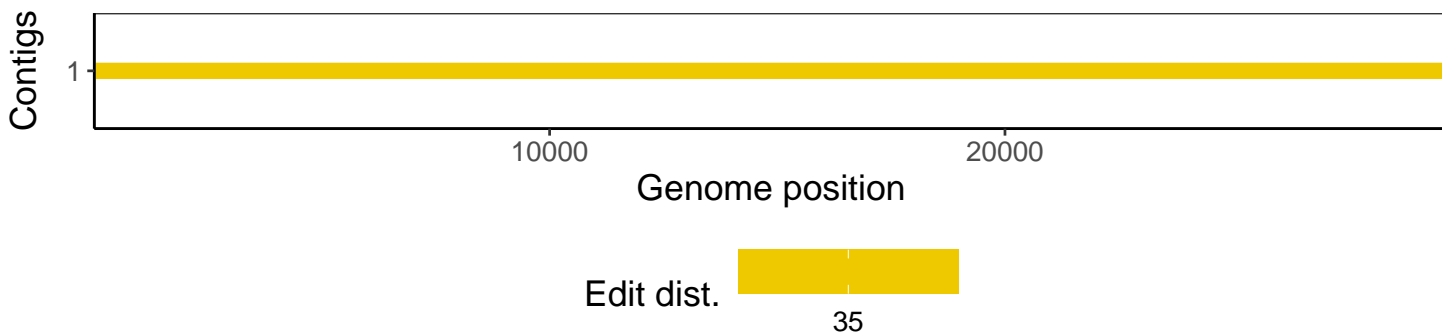 Contigs
1
10000 20000
Genome position
Edit dist.
35